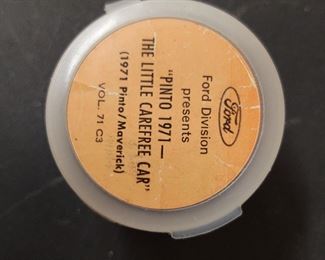 Ford
Ford Division
presents
"PINTO 1971—
THE LITTLE CAREFREE CAR"
(1971 Pinto/Maverick)
VOL. 71 C3